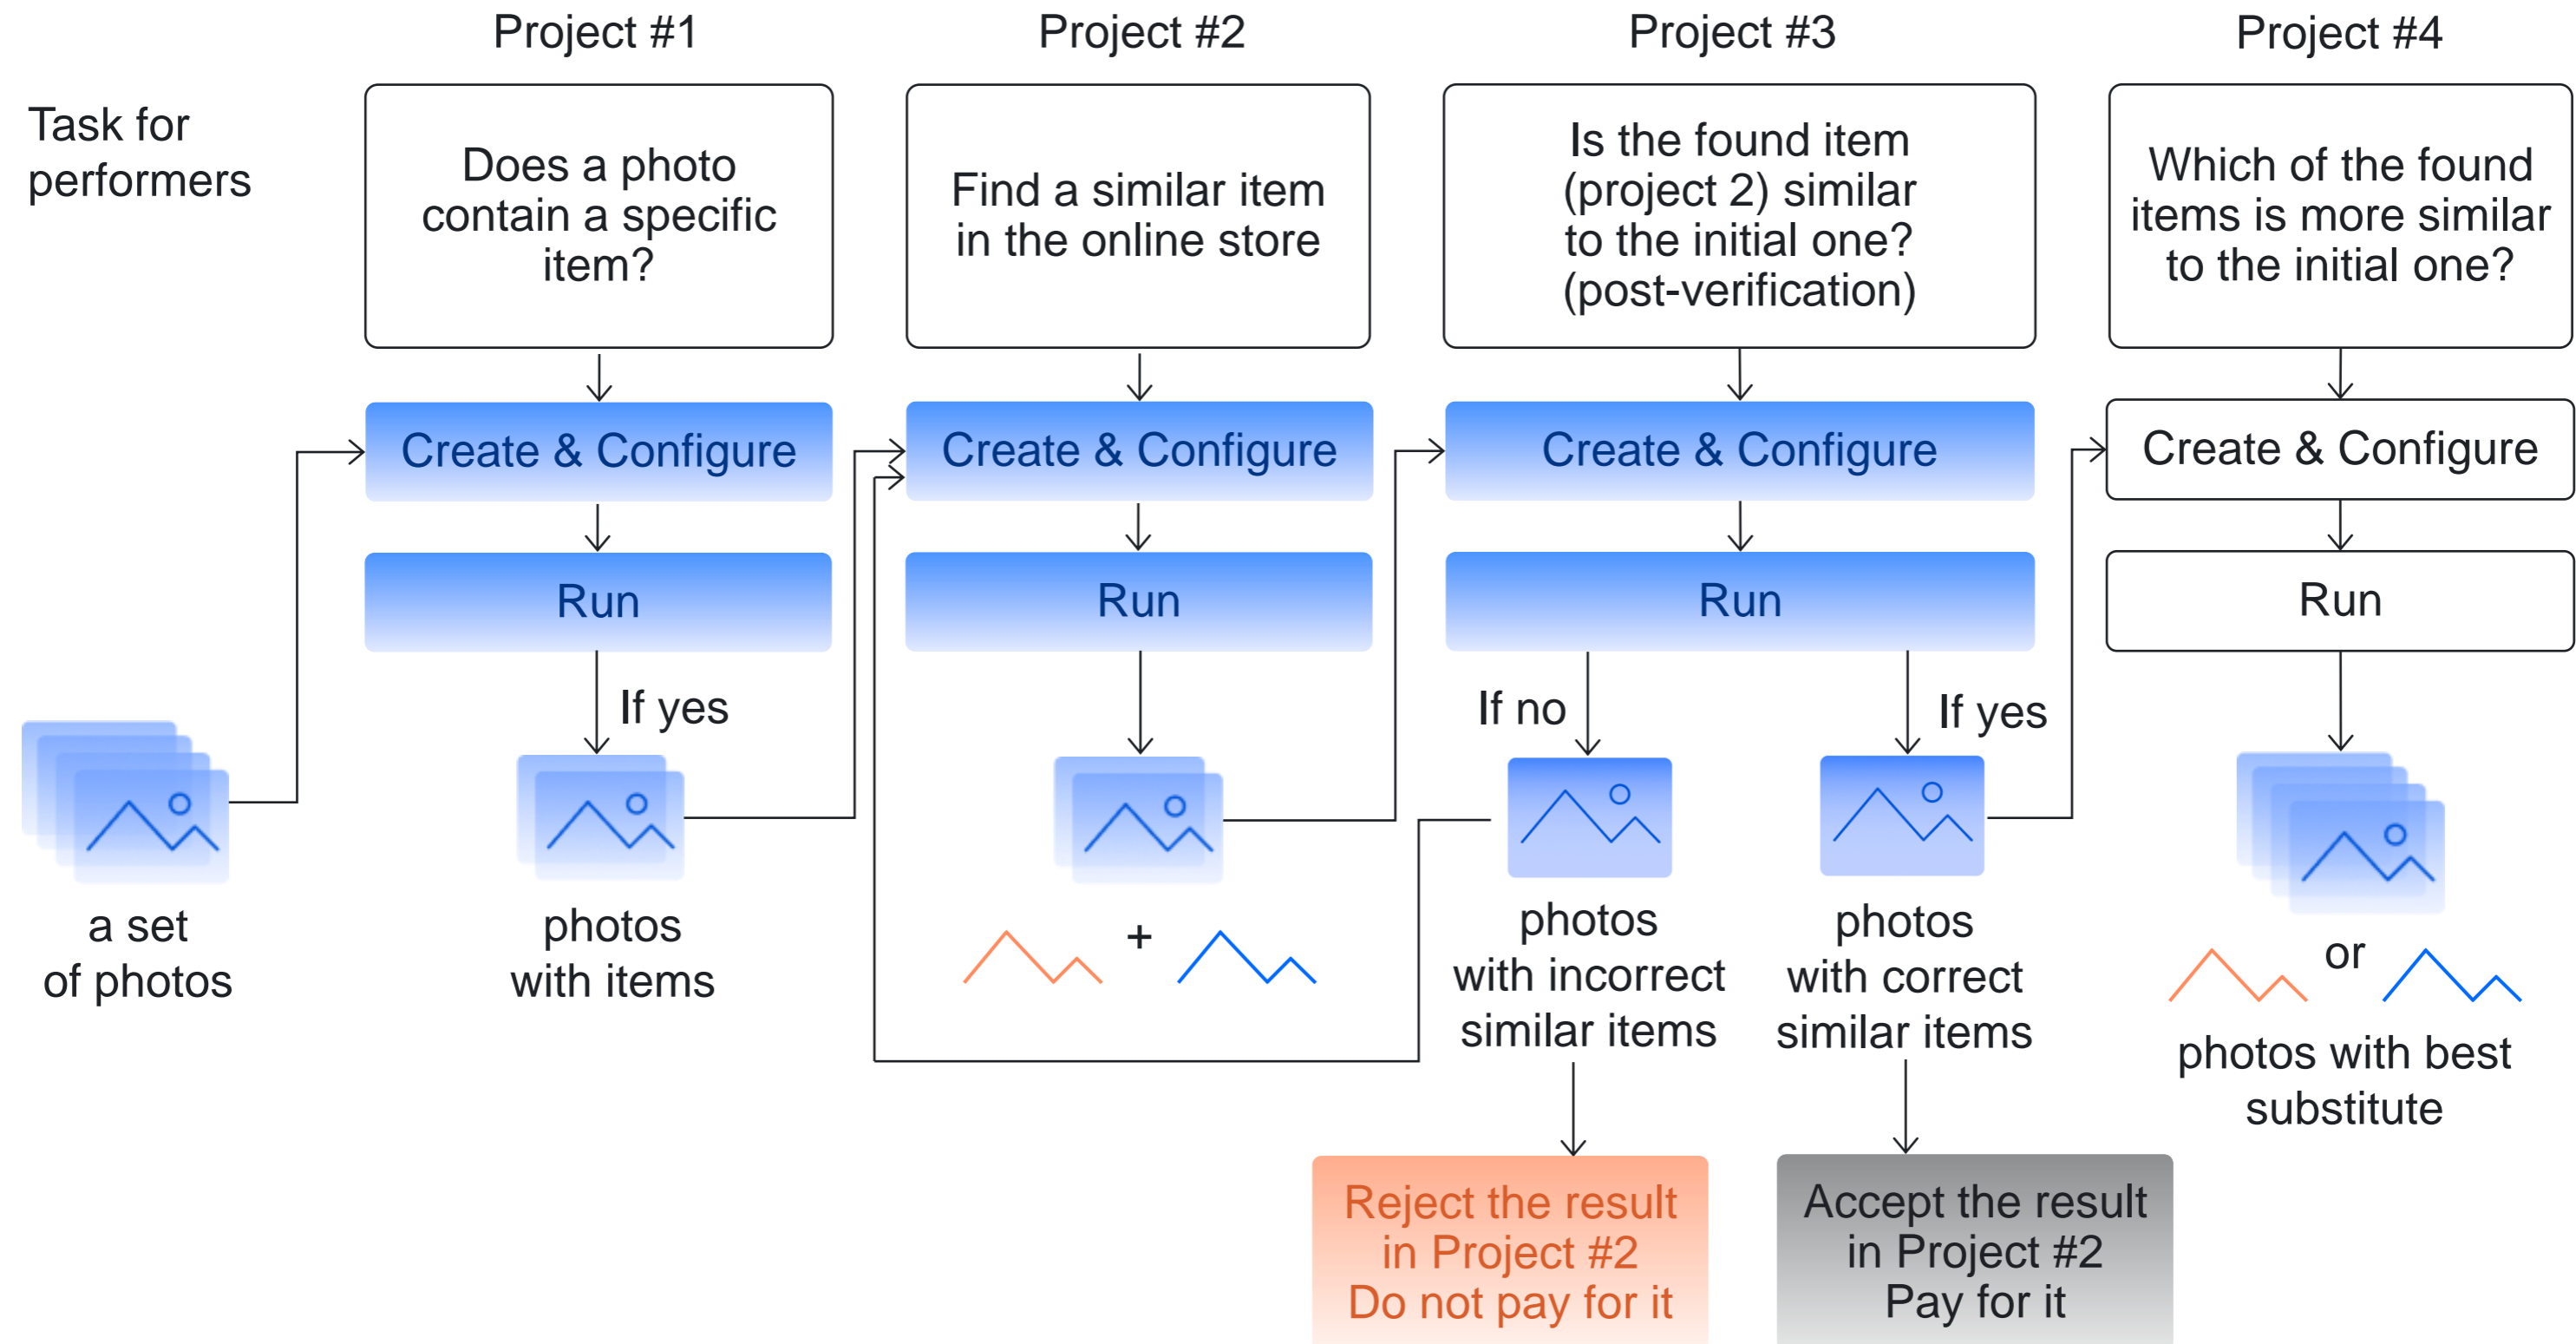 Project #1
Project #2
Project #3
Project #4
Task for
performers
Does a photo
contain a specific
item?
Find a similar item
in the online store
Is the found item
(project 2) similar
to the initial one?
(post-verification)
Which of the found
items is more similar
to the initial one?
Create & Configure
Create & Configure
Create & Configure
Create & Configure
Run
Run
Run
Run
If yes
If no
If yes
a set
of photos
photos
with items
+
photos
with incorrect
similar items
photos
with correct
similar items
or
photos with best
substitute
Reject the result
in Project #2
Do not pay for it
Accept the result
in Project #2
Pay for it